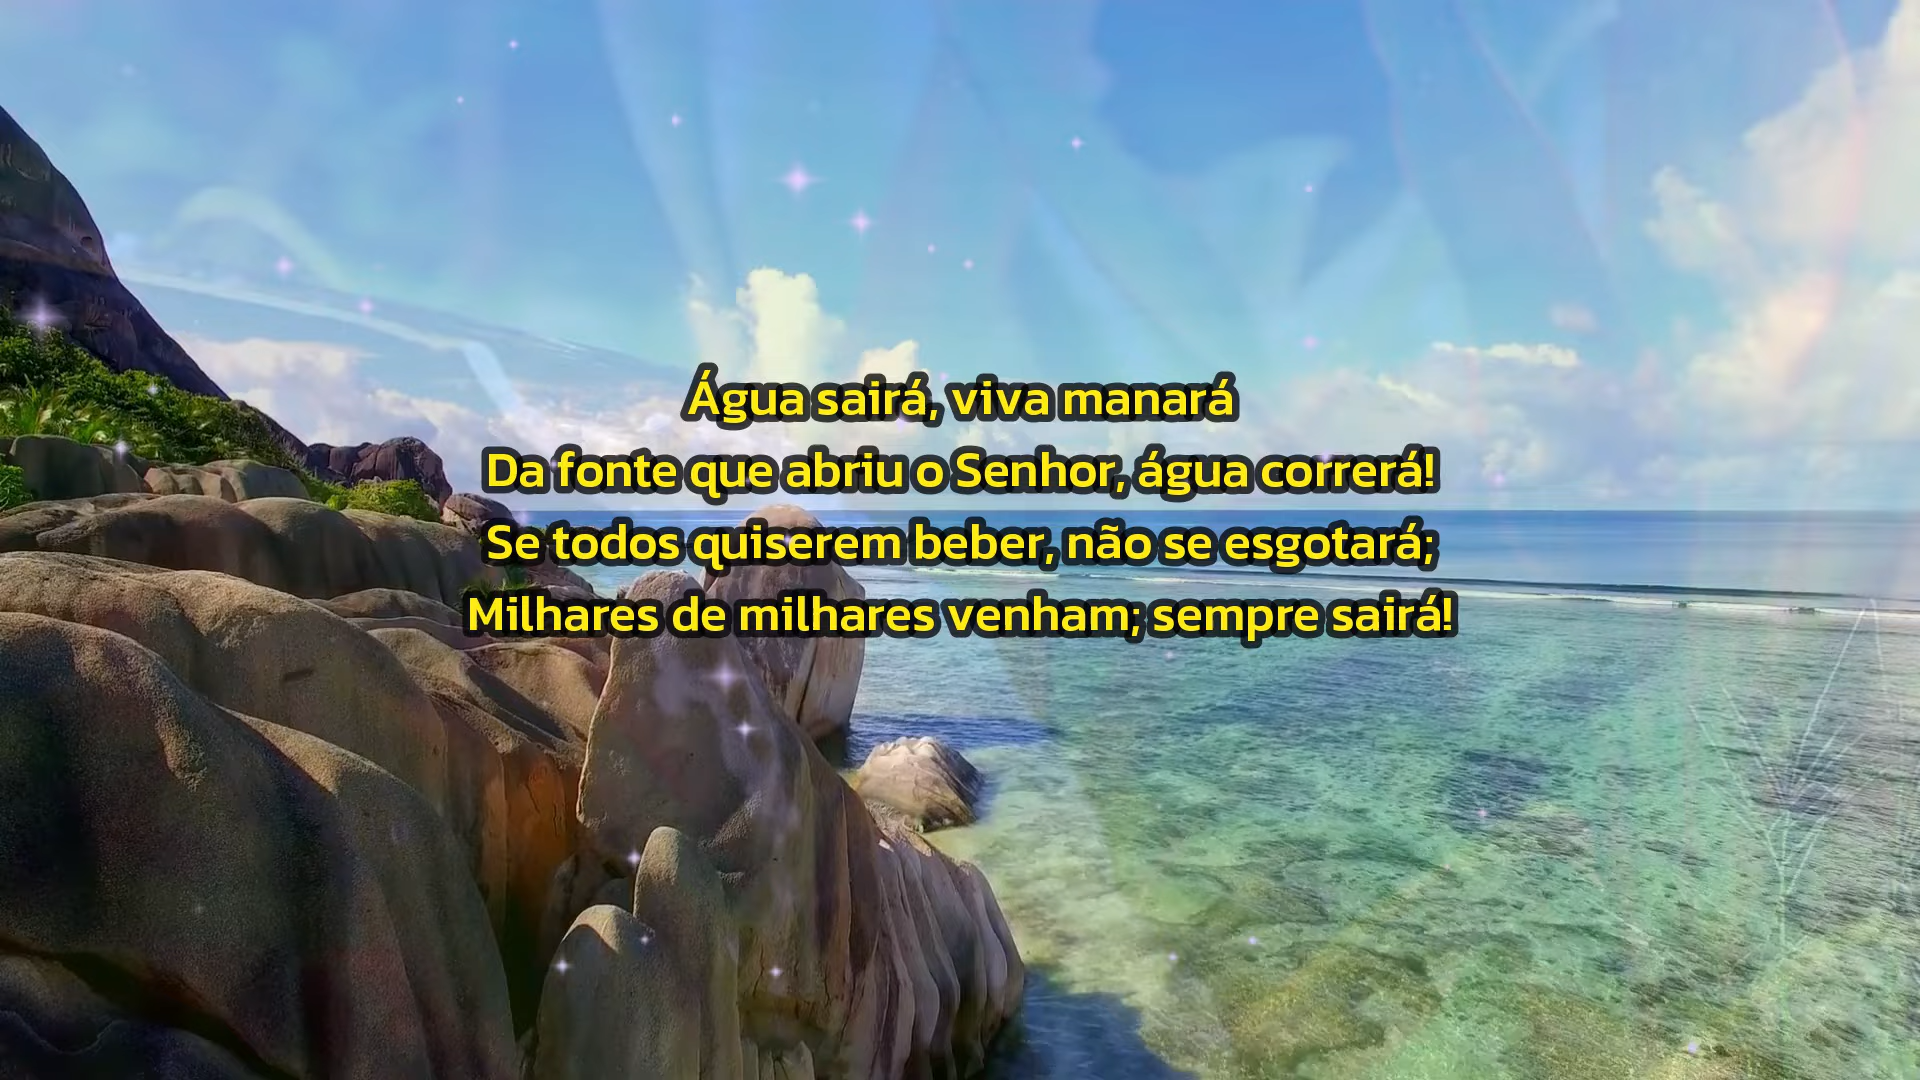 Água sairá, viva manará
Da fonte que abriu o Senhor, água correrá!
Se todos quiserem beber, não se esgotará;
Milhares de milhares venham; sempre sairá!